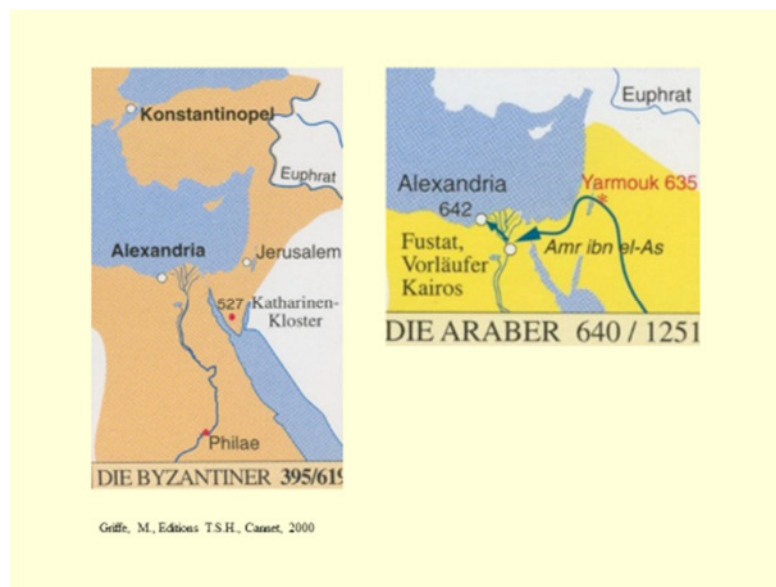 Konstantinopel
Euphrat
Alexandria
Jerusalem
527
Katharinen-
Kloster
Philae
DIE BYZANTINER 395/619
Euphrat
Alexandria
Yarmouk 635
642
Fustat,
Vorläufer
Kairos
Amr ibn el-As
DIE ARABER 640 / 1251
Griffe, M., Editions T.S.H., Cannet, 2000